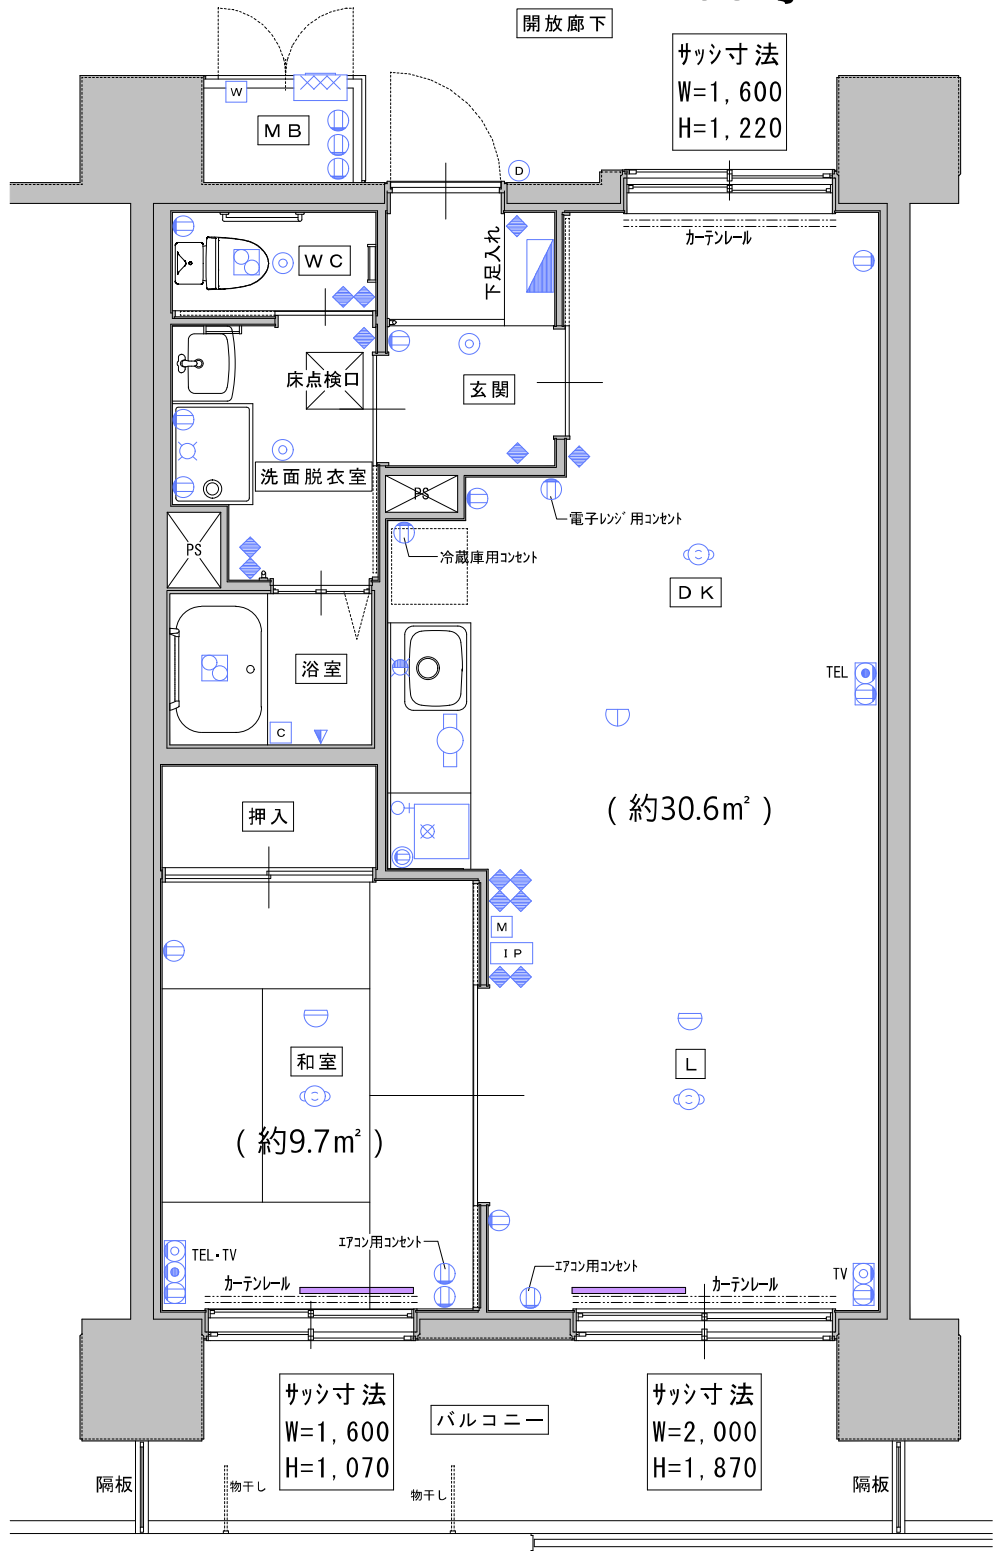 開放廊下
サッシ寸法
W=1,600
H=1,220
W
MB
D
カーテンレール
WC
下足入れ
床点検口
玄関
洗面脱衣室
PS
電子レンジ用コンセント
PS
冷蔵庫用コンセント
DK
浴室
TEL
C
(約30.6㎡)
押入
M
IP
和室
L
(約9.7㎡)
TEL・TV
エアコン用コンセント
エアコン用コンセント
TV
カーテンレール
カーテンレール
サッシ寸法
W=1,600
H=1,070
バルコニー
サッシ寸法
W=2,000
H=1,870
隔板
物干し
物干し
隔板